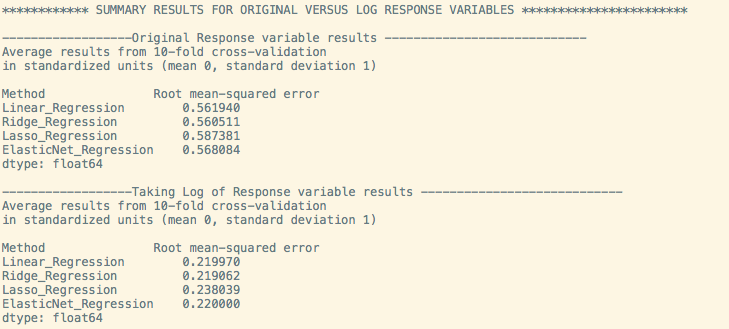 ************ SUMMARY RESULTS FOR ORIGINAL VERSUS LOG RESPONSE VARIABLES ***********************
------------------Original Response variable results ----------------------------
Average results from 10-fold cross-validation
in standardized units (mean 0, standard deviation 1)
Method               Root mean-squared error
Linear_Regression        0.561940
Ridge_Regression         0.560511
Lasso_Regression         0.587381
ElasticNet_Regression    0.568084
dtype: float64
------------------Taking Log of Response variable results ----------------------------
Average results from 10-fold cross-validation
in standardized units (mean 0, standard deviation 1)
Method               Root mean-squared error
Linear_Regression        0.219970
Ridge_Regression         0.219062
Lasso_Regression         0.238039
ElasticNet_Regression    0.220000
dtype: float64